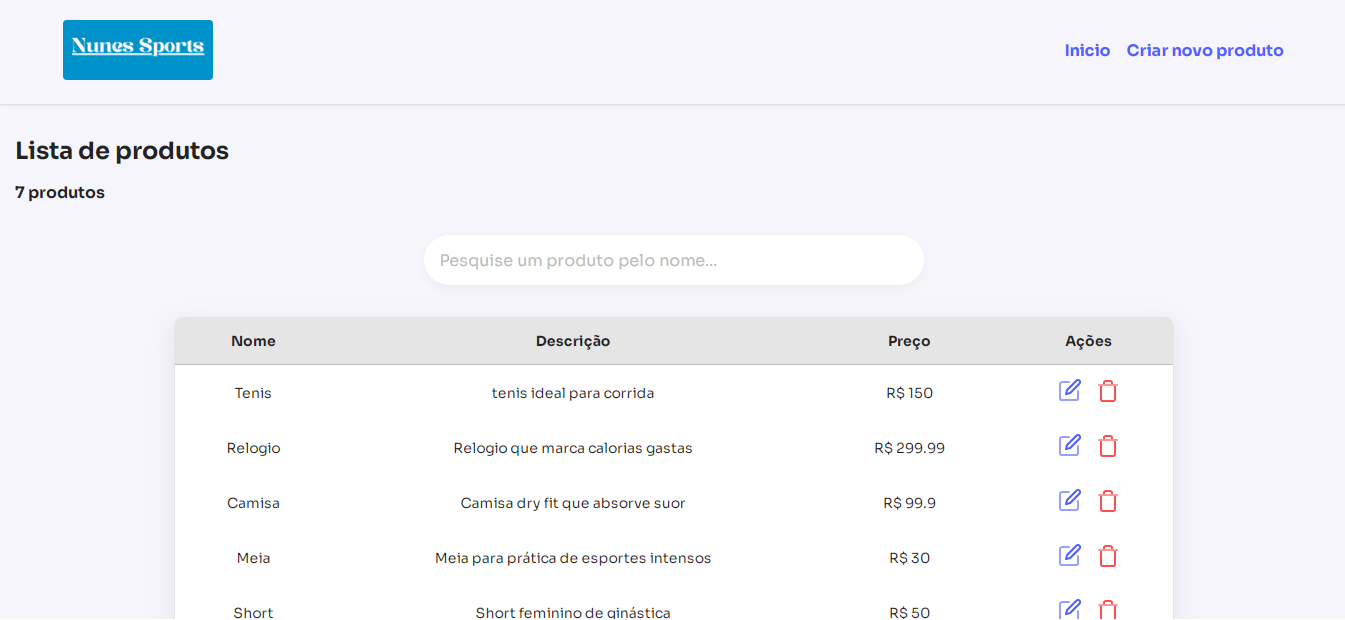 Nunes Sports
Inicio Criar novo produto
Lista de produtos
7 produtos
Pesquise um produto pelo nome...
Nome Descrição Preço Ações
Tenis tenis ideal para corrida R$ 150
Relogio Relogio que marca calorias gastas R$ 299.99
Camisa Camisa dry fit que absorve suor R$ 99.9
Meia Meia para prática de esportes intensos R$ 30
Short Short feminino de ginástica R$ 50